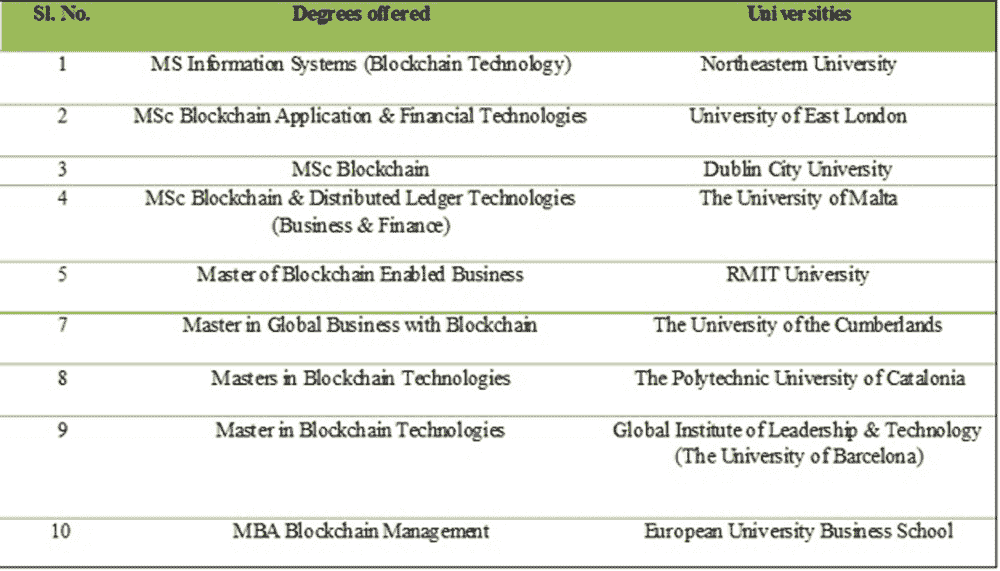 Sl. No. Degrees offered Universities
1 MS Information Systems (Blockchain Technology) Northeastern University
2 MSc Blockchain Application & Financial Technologies University of East London
3 MSc Blockchain Dublin City University
4 MSc Blockchain & Distributed Ledger Technologies The University of Malta
(Business & Finance)
5 Master of Blockchain Enabled Business RMIT University
7 Master in Global Business with Blockchain The University of the Cumberlands
8 Masters in Blockchain Technologies The Polytechnic University of Catalonia
9 Master in Blockchain Technologies Global Institute of Leadership & Technology
(The University of Barcelona)
10 MBA Blockchain Management European University Business School